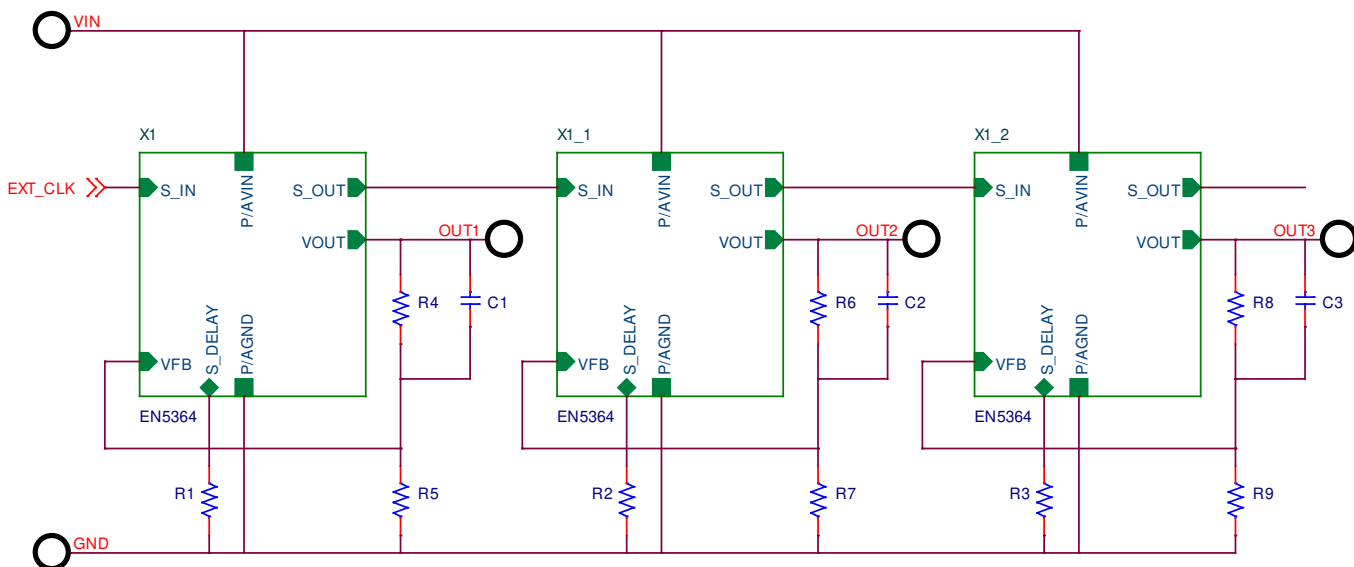 VIN
X1
X1_1
X1_2
EXT_CLK
S_IN
P/AVIN
S_OUT
VOUT
OUT1
R4
C1
S_DELAY
P/AGND
VFB
EN5364
R1
R5
S_IN
P/AVIN
S_OUT
VOUT
OUT2
R6
C2
S_DELAY
P/AGND
VFB
EN5364
R2
R7
S_IN
P/AVIN
S_OUT
VOUT
OUT3
R8
C3
S_DELAY
P/AGND
VFB
EN5364
R3
R9
GND